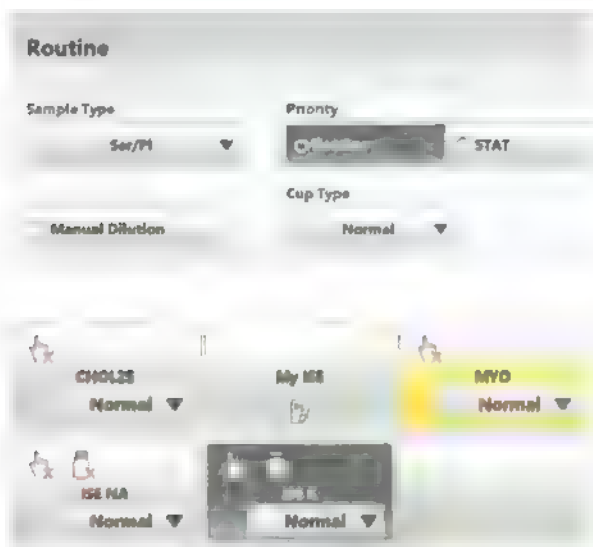 Routine
Sample Type
Priority
Ser/Pl
STAT
Cup Type
Manual Dilution
Normal
CHOL2S
My ISE
MYO
Normal
Normal
ISE NA
ISE K
Normal
Normal